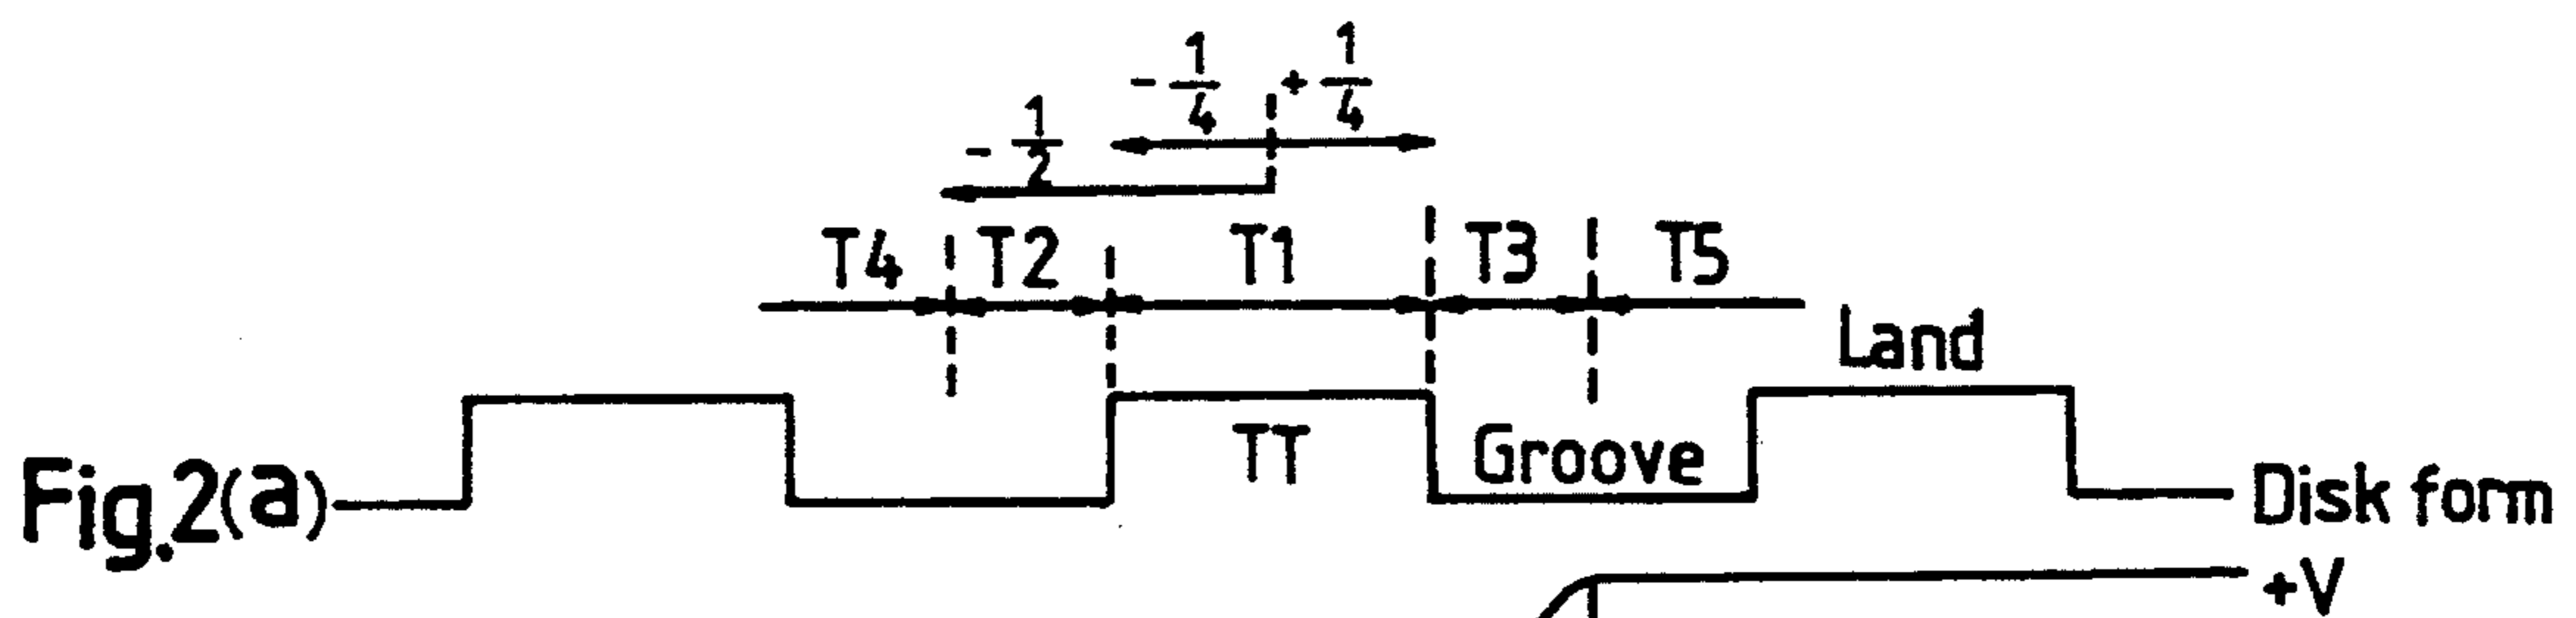 - 1/4 + 1/4
- 1/2
T4 T2 T1 T3 T5
Land
TT Groove
Fig.2(a)
Disk form
+V